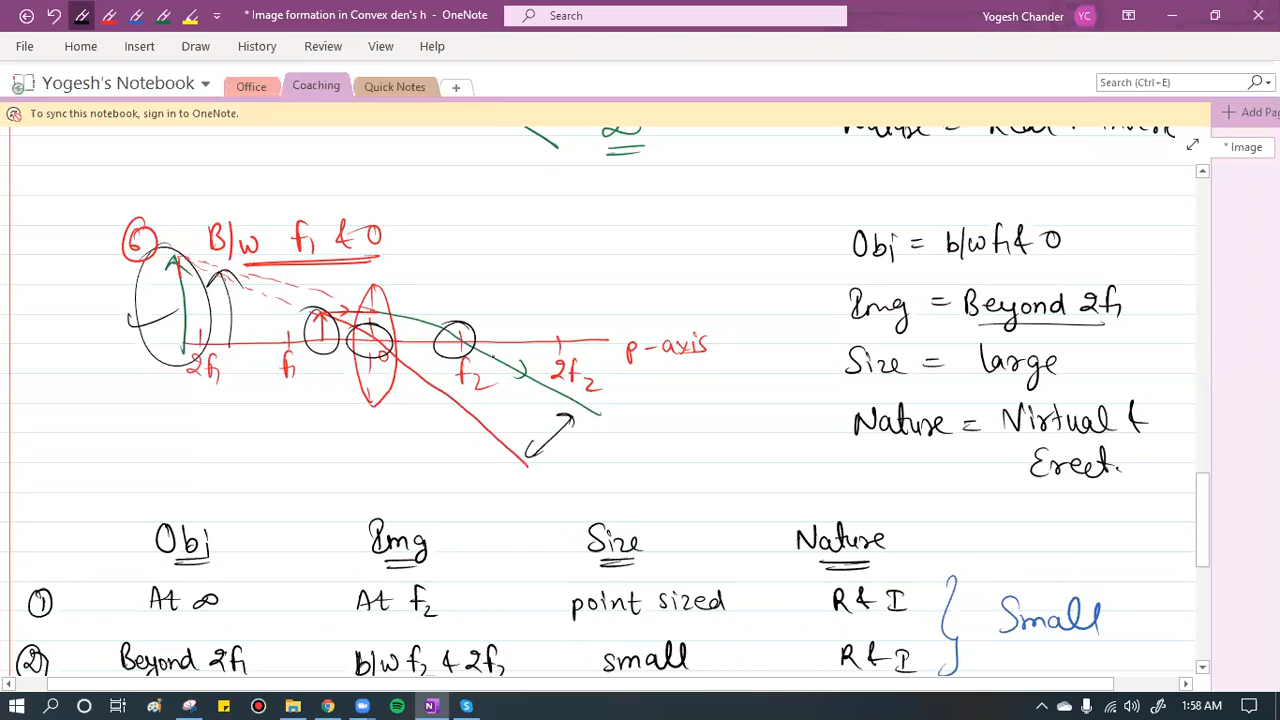 * Image formation in Convex den's h - OneNote
Search
Yogesh Chander
YC
File Home Insert Draw History Review View Help
Yogesh's Notebook
Office
Coaching
Quick Notes
Search (Ctrl+E)
To sync this notebook, sign in to OneNote.
Add Pag
* Image
6 B/w f1 & O
A
2f1 f1 O f2 2f2 p-axis
Obj = b/w f1 & O
Img = Beyond 2f1
Size = large
Nature = Virtual &
Erect.
Obj Img Size Nature
① At ∞ At f2 point sized R & I
Small
② Beyond 2f1 b/w f2 & 2f2 small R & I
1:58 AM